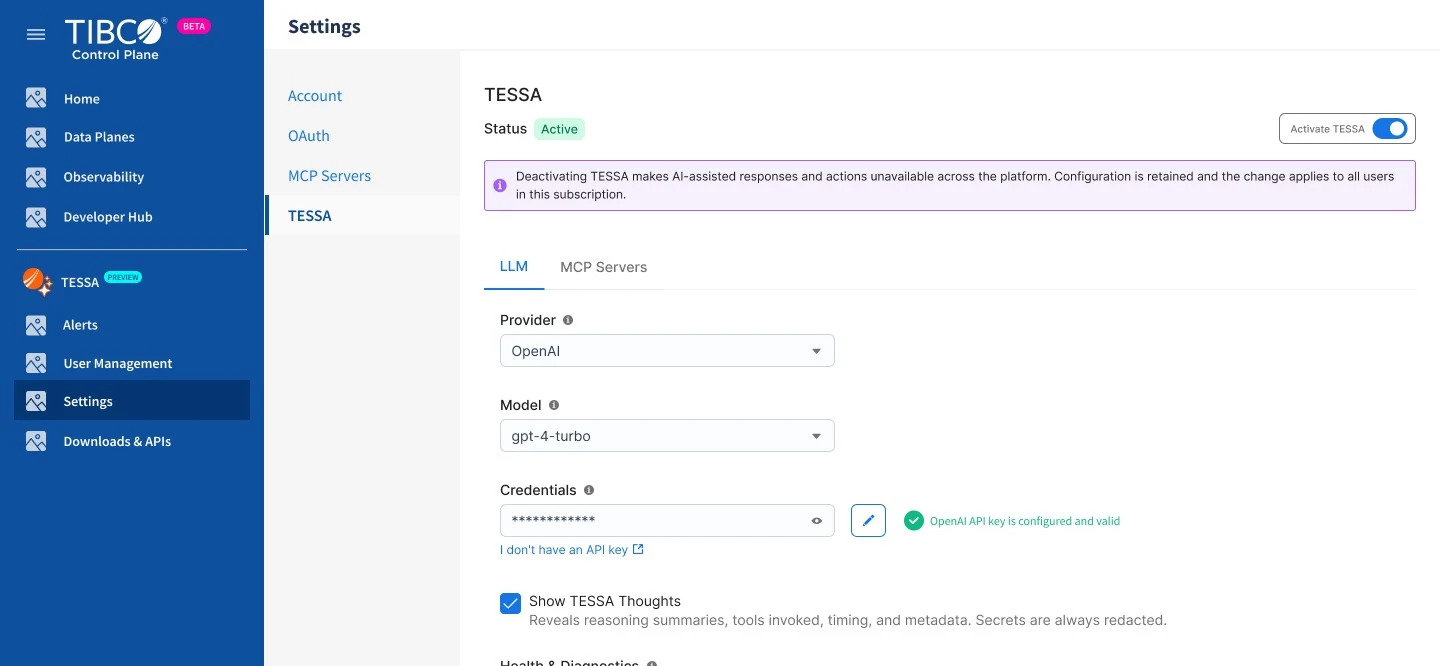 TIBCO®
BETA
Control Plane
Home
Data Planes
Observability
Developer Hub
TESSA PREVIEW
Alerts
User Management
Settings
Downloads & APIs
Settings
Account
OAuth
MCP Servers
TESSA
TESSA
Status Active
Activate TESSA
Deactivating TESSA makes AI-assisted responses and actions unavailable across the platform. Configuration is retained and the change applies to all users
in this subscription.
LLM MCP Servers
Provider
OpenAI
Model
gpt-4-turbo
Credentials
************
OpenAI API key is configured and valid
I don't have an API key
Show TESSA Thoughts
Reveals reasoning summaries, tools invoked, timing, and metadata. Secrets are always redacted.
Health & Diagnostics